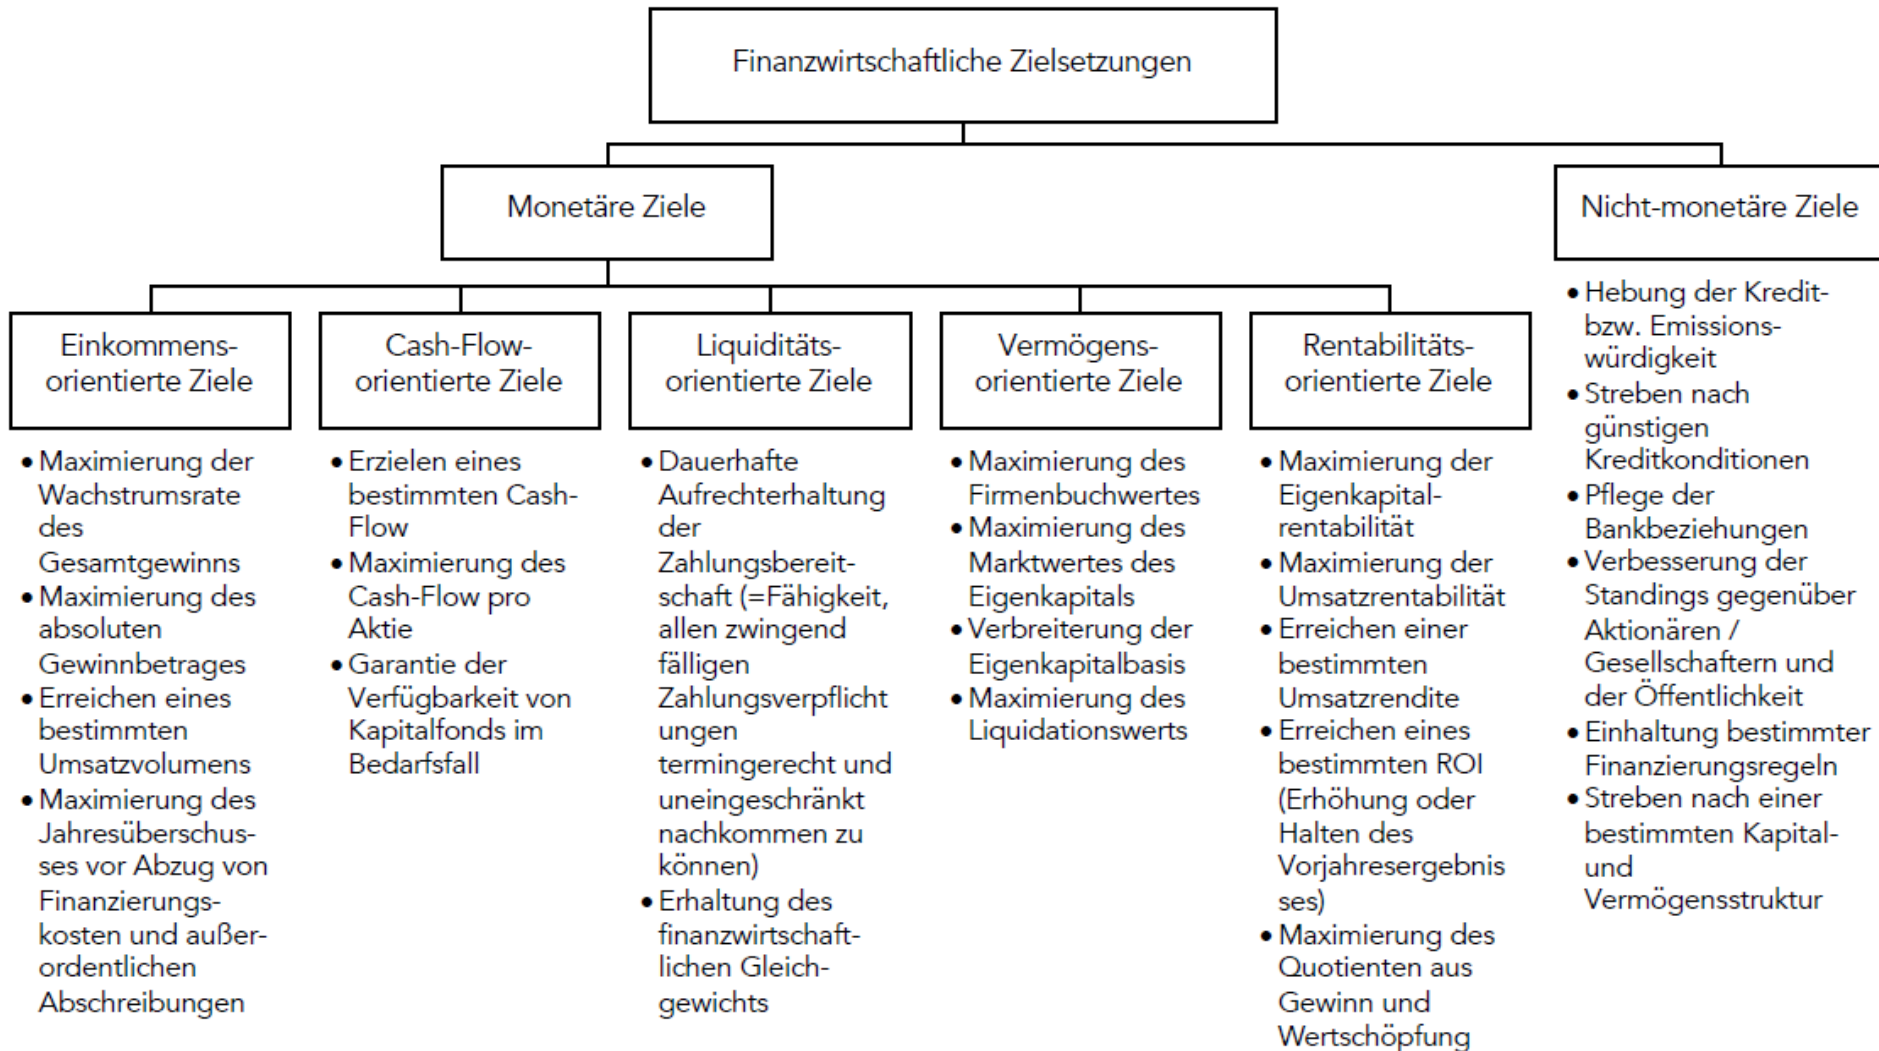 Finanzwirtschaftliche Zielsetzungen
Monetäre Ziele
Nicht-monetäre Ziele
Einkommens-
orientierte Ziele
Cash-Flow-
orientierte Ziele
Liquiditäts-
orientierte Ziele
Vermögens-
orientierte Ziele
Rentabilitäts-
orientierte Ziele
• Maximierung der
Wachstrumsrate
des
Gesamtgewinns
• Maximierung des
absoluten
Gewinnbetrages
• Erreichen eines
bestimmten
Umsatzvolumens
• Maximierung des
Jahresüberschus-
ses vor Abzug von
Finanzierungs-
kosten und außer-
ordentlichen
Abschreibungen
• Erzielen eines
bestimmten Cash-
Flow
• Maximierung des
Cash-Flow pro
Aktie
• Garantie der
Verfügbarkeit von
Kapitalfonds im
Bedarfsfall
• Dauerhafte
Aufrechterhaltung
der
Zahlungsbereit-
schaft (=Fähigkeit,
allen zwingend
fälligen
Zahlungsverpflicht
ungen
termingerecht und
uneingeschränkt
nachkommen zu
können)
• Erhaltung des
finanzwirtschaft-
lichen Gleich-
gewichts
• Maximierung des
Firmenbuchwertes
• Maximierung des
Marktwertes des
Eigenkapitals
• Verbreiterung der
Eigenkapitalbasis
• Maximierung des
Liquidationswerts
• Maximierung der
Eigenkapital-
rentabilität
• Maximierung der
Umsatzrentabilität
• Erreichen einer
bestimmten
Umsatzrendite
• Erreichen eines
bestimmten ROI
(Erhöhung oder
Halten des
Vorjahresergebnis
ses)
• Maximierung des
Quotienten aus
Gewinn und
Wertschöpfung
• Hebung der Kredit-
bzw. Emissions-
würdigkeit
• Streben nach
günstigen
Kreditkonditionen
• Pflege der
Bankbeziehungen
• Verbesserung der
Standings gegenüber
Aktionären /
Gesellschaftern und
der Öffentlichkeit
• Einhaltung bestimmter
Finanzierungsregeln
• Streben nach einer
bestimmten Kapital-
und
Vermögensstruktur